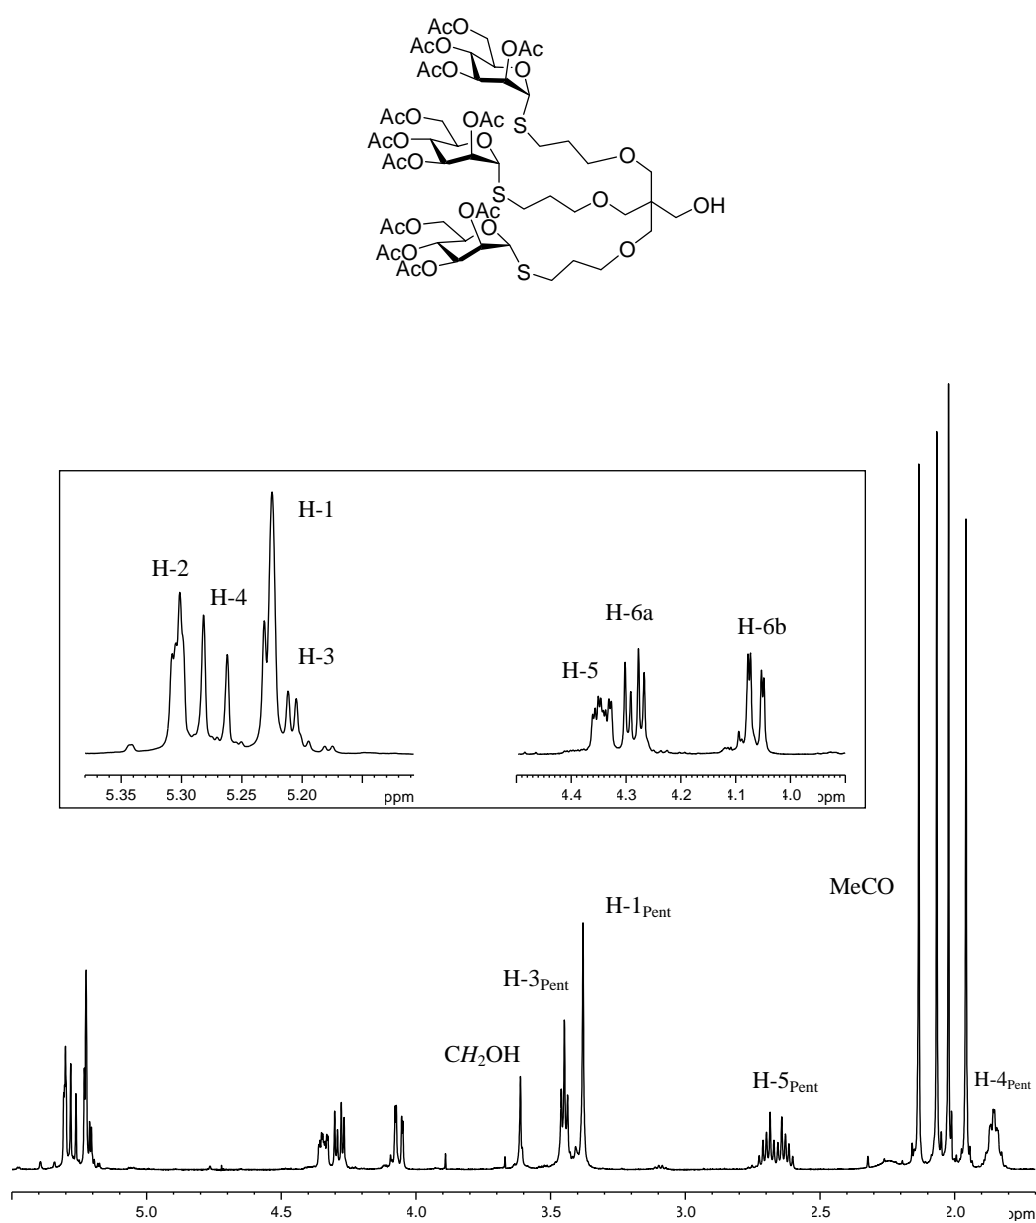 AcO
AcO OAc
AcO O
AcO
S
AcO OAc
AcO O
AcO
S
O
O
OH
OAc
AcO O
AcO
AcO
S
O
H-1
H-2
H-4
H-3
H-6a
H-6b
H-5
5.35 5.30 5.25 5.20 ppm
4.4 4.3 4.2 4.1 4.0 ppm
MeCO
H-1Pent
H-3Pent
CH2OH
H-5Pent
H-4Pent
5.0 4.5 4.0 3.5 3.0 2.5 2.0 ppm